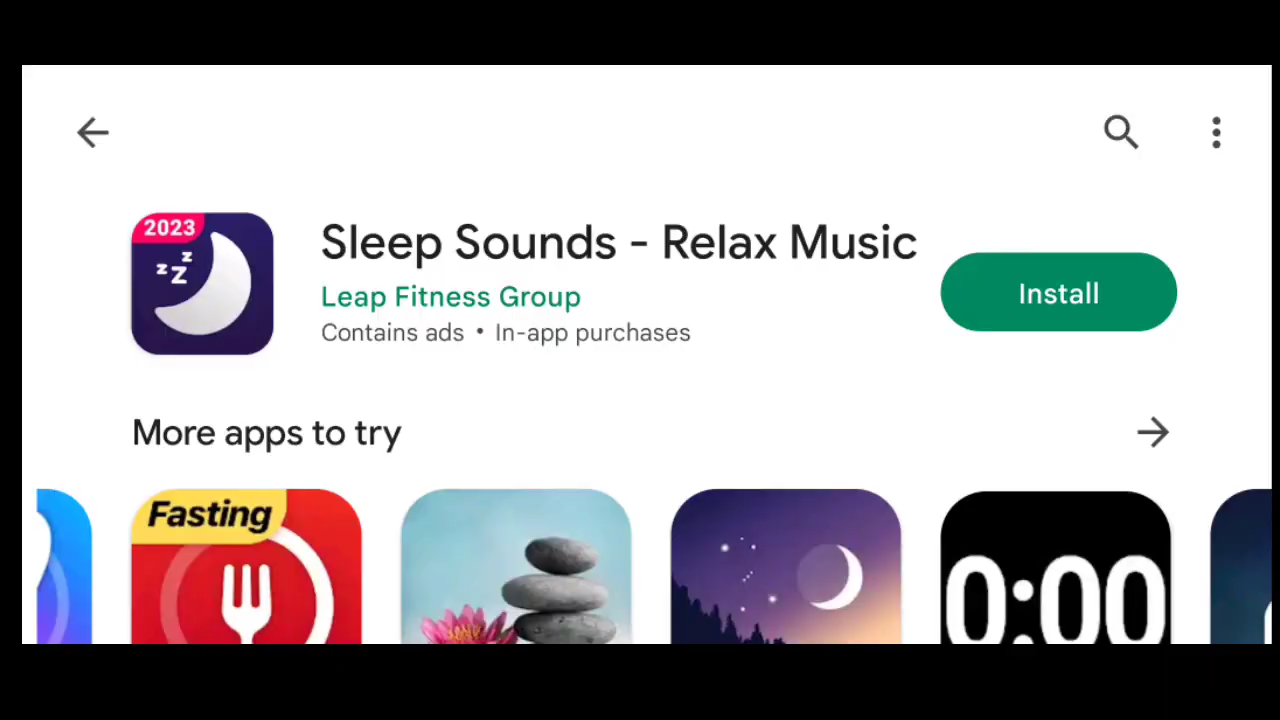 2023
z
z
Z
Sleep Sounds - Relax Music
Leap Fitness Group
Contains ads • In-app purchases
Install
More apps to try
Fasting
0:00